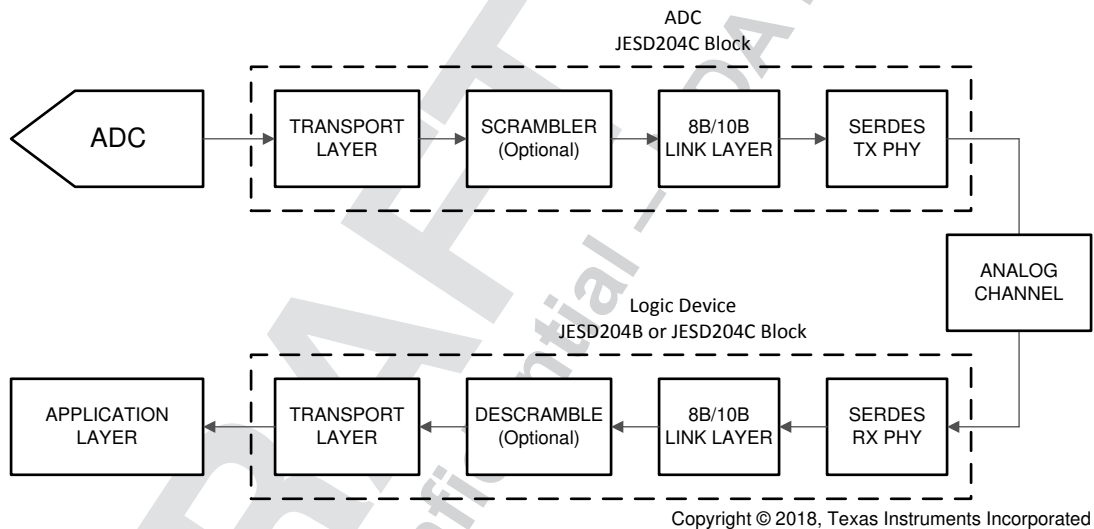 ADC
JESD204C Block
ADC
TRANSPORT
LAYER
SCRAMBLER
(Optional)
8B/10B
LINK LAYER
SERDES
TX PHY
ANALOG
CHANNEL
Logic Device
JESD204B or JESD204C Block
APPLICATION
LAYER
TRANSPORT
LAYER
DESCRAMBLE
(Optional)
8B/10B
LINK LAYER
SERDES
RX PHY
Copyright © 2018, Texas Instruments Incorporated